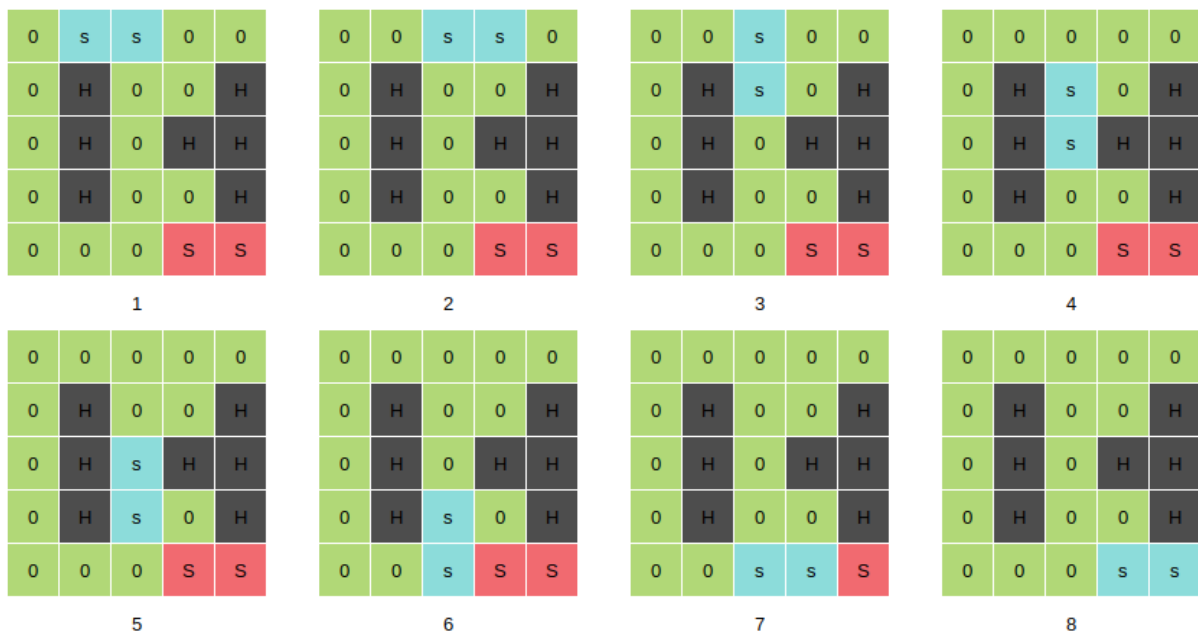 0 s s 0 0 0 0 s s 0 0 0 s 0 0 0 0 0 0 0
0 H 0 0 H 0 H 0 0 H 0 H s 0 H 0 H s 0 H
0 H 0 H H 0 H 0 H H 0 H 0 H H 0 H s H H
0 H 0 0 H 0 H 0 0 H 0 H 0 0 H 0 H 0 0 H
0 0 0 S S 0 0 0 S S 0 0 0 S S 0 0 0 S S
1 2 3 4
0 0 0 0 0 0 0 0 0 0 0 0 0 0 0 0 0 0 0 0
0 H 0 0 H 0 H 0 0 H 0 H 0 0 H 0 H 0 0 H
0 H s H H 0 H 0 H H 0 H 0 H H 0 H 0 H H
0 H s 0 H 0 H s 0 H 0 H 0 0 H 0 H 0 0 H
0 0 0 S S 0 0 s S S 0 0 s s S 0 0 0 s s
5 6 7 8